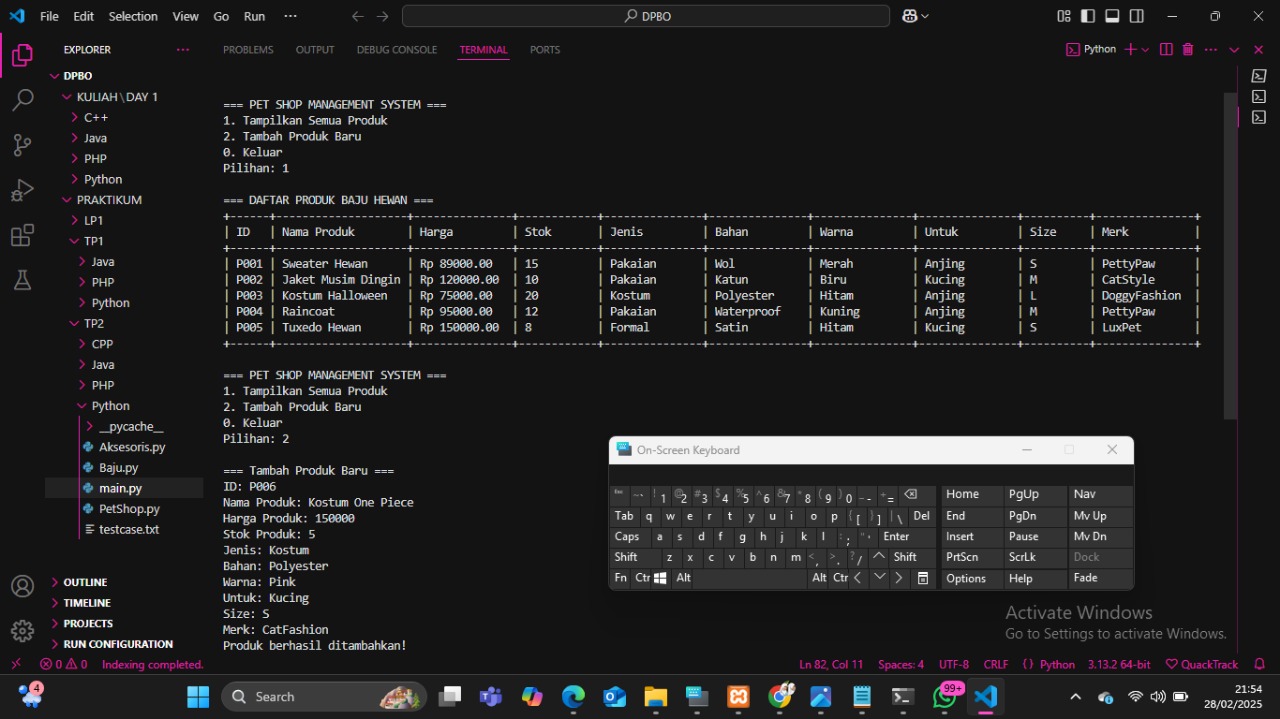 File Edit Selection View Go Run ··· DPBO
EXPLORER ···
PROBLEMS OUTPUT DEBUG CONSOLE TERMINAL PORTS
Python
DPBO
KULIAH \ DAY 1
C++
Java
PHP
Python
PRAKTIKUM
LP1
TP1
Java
PHP
Python
TP2
CPP
Java
PHP
Python
__pycache__
Aksesoris.py
Baju.py
main.py
PetShop.py
testcase.txt
OUTLINE
TIMELINE
PROJECTS
RUN CONFIGURATION
=== PET SHOP MANAGEMENT SYSTEM ===
1. Tampilkan Semua Produk
2. Tambah Produk Baru
0. Keluar
Pilihan: 1
=== DAFTAR PRODUK BAJU HEWAN ===
| ID | Nama Produk | Harga | Stok | Jenis | Bahan | Warna | Untuk | Size | Merk |
| P001 | Sweater Hewan | Rp 89000.00 | 15 | Pakaian | Wol | Merah | Anjing | S | PettyPaw |
| P002 | Jaket Musim Dingin | Rp 120000.00 | 10 | Pakaian | Katun | Biru | Kucing | M | CatStyle |
| P003 | Kostum Halloween | Rp 75000.00 | 20 | Kostum | Polyester | Hitam | Anjing | L | DoggyFashion |
| P004 | Raincoat | Rp 95000.00 | 12 | Pakaian | Waterproof | Kuning | Anjing | M | PettyPaw |
| P005 | Tuxedo Hewan | Rp 150000.00 | 8 | Formal | Satin | Hitam | Kucing | S | LuxPet |
=== PET SHOP MANAGEMENT SYSTEM ===
1. Tampilkan Semua Produk
2. Tambah Produk Baru
0. Keluar
Pilihan: 2
=== Tambah Produk Baru ===
ID: P006
Nama Produk: Kostum One Piece
Harga Produk: 150000
Stok Produk: 5
Jenis: Kostum
Bahan: Polyester
Warna: Pink
Untuk: Kucing
Size: S
Merk: CatFashion
Produk berhasil ditambahkan!
On-Screen Keyboard
~ ` ! 1 @ 2 # 3 $ 4 % 5 ^ 6 & 7 * 8 ( 9 ) 0 _ - + = Home PgUp Nav
Tab q w e r t y u i o p { [ } ] | \ Del End PgDn Mv Up
Caps a s d f g h j k l : ; " ' Enter Insert Pause Mv Dn
Shift z x c v b n m < , > . ? / Shift PrtScn ScrLk Dock
Fn Ctr Alt Alt Ctr Options Help Fade
Activate Windows
Go to Settings to activate Windows.
0 0 Indexing completed. Ln 82, Col 11 Spaces: 4 UTF-8 CRLF {} Python 3.13.2 64-bit QuackTrack
4 Search 99+ 21:54
28/02/2025